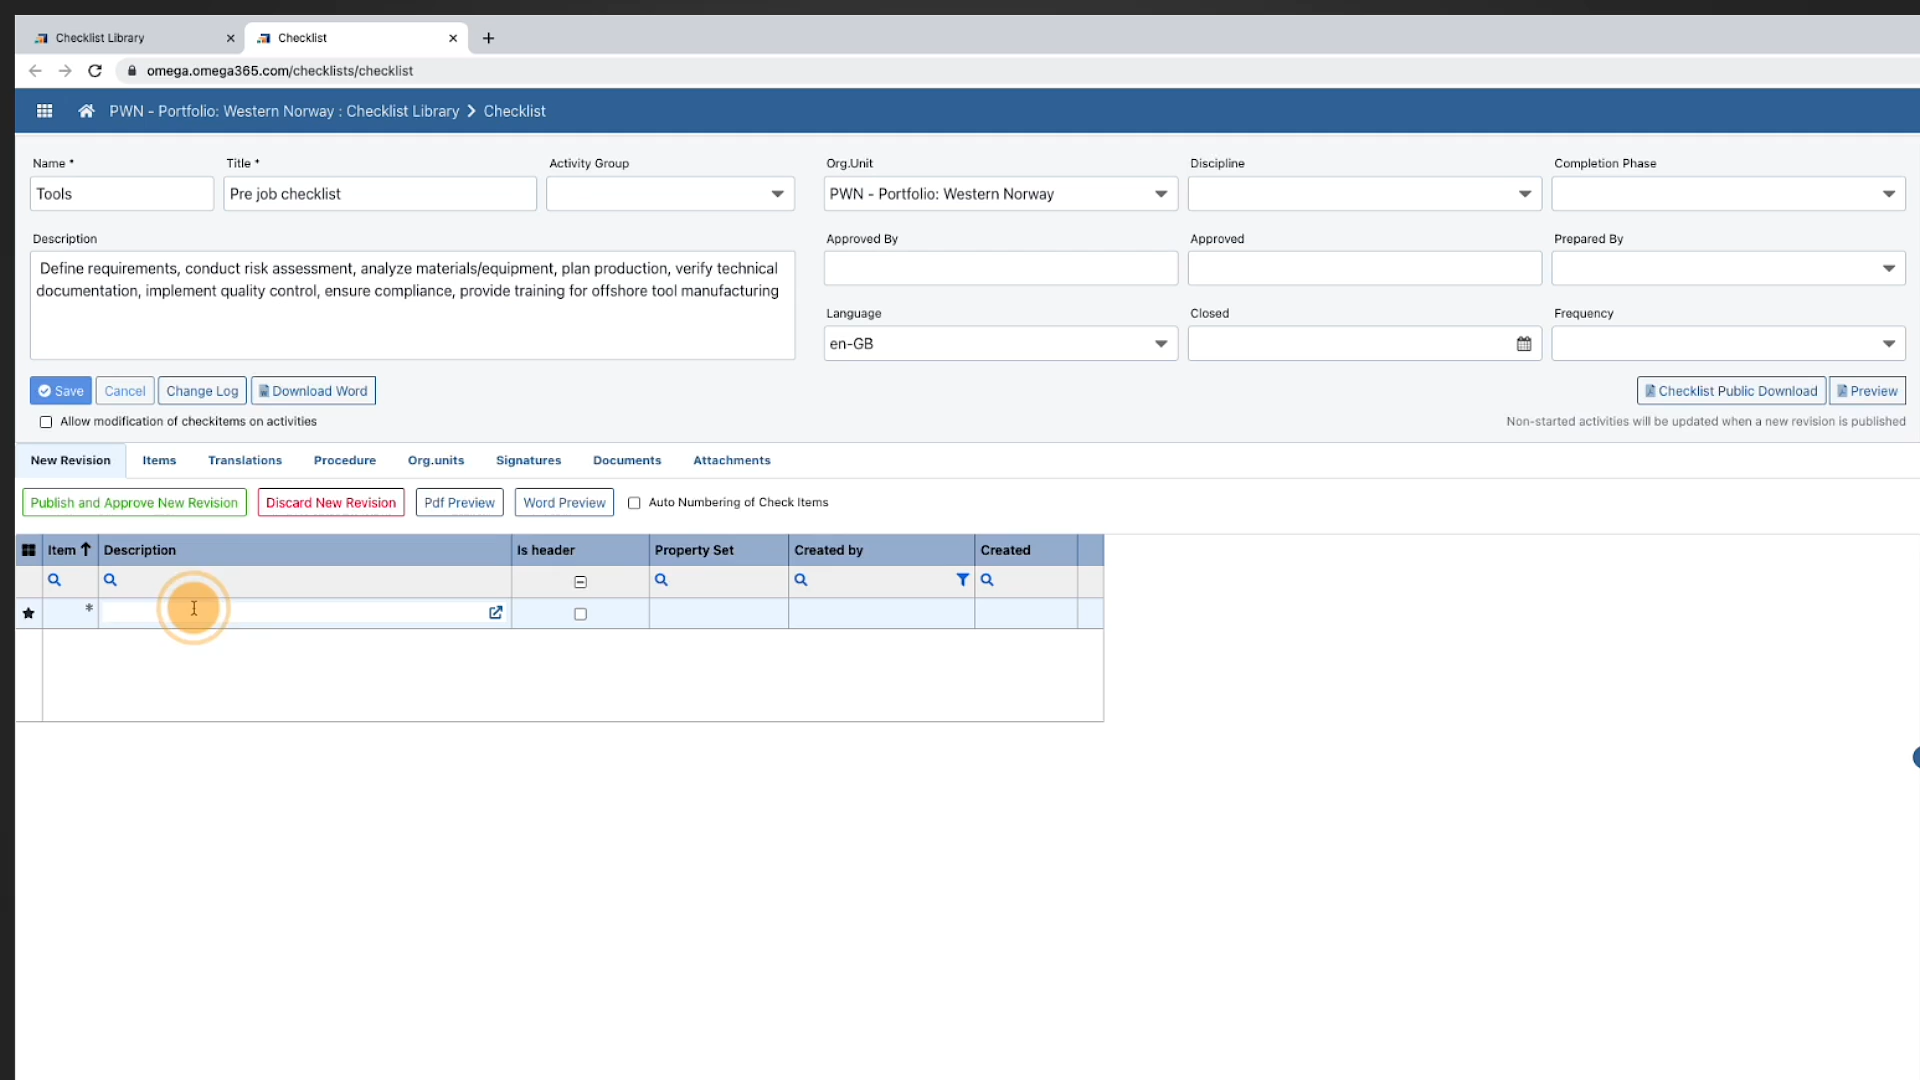 Checklist Library
Checklist
omega.omega365.com/checklists/checklist
PWN - Portfolio: Western Norway : Checklist Library > Checklist
Name * Title * Activity Group Org.Unit Discipline Completion Phase
Tools Pre job checklist PWN - Portfolio: Western Norway
Description Approved By Approved Prepared By
Define requirements, conduct risk assessment, analyze materials/equipment, plan production, verify technical
documentation, implement quality control, ensure compliance, provide training for offshore tool manufacturing
Language Closed Frequency
en-GB
Save Cancel Change Log Download Word Checklist Public Download Preview
Allow modification of checkitems on activities Non-started activities will be updated when a new revision is published
New Revision Items Translations Procedure Org.units Signatures Documents Attachments
Publish and Approve New Revision Discard New Revision Pdf Preview Word Preview Auto Numbering of Check Items
Item Description Is header Property Set Created by Created
*